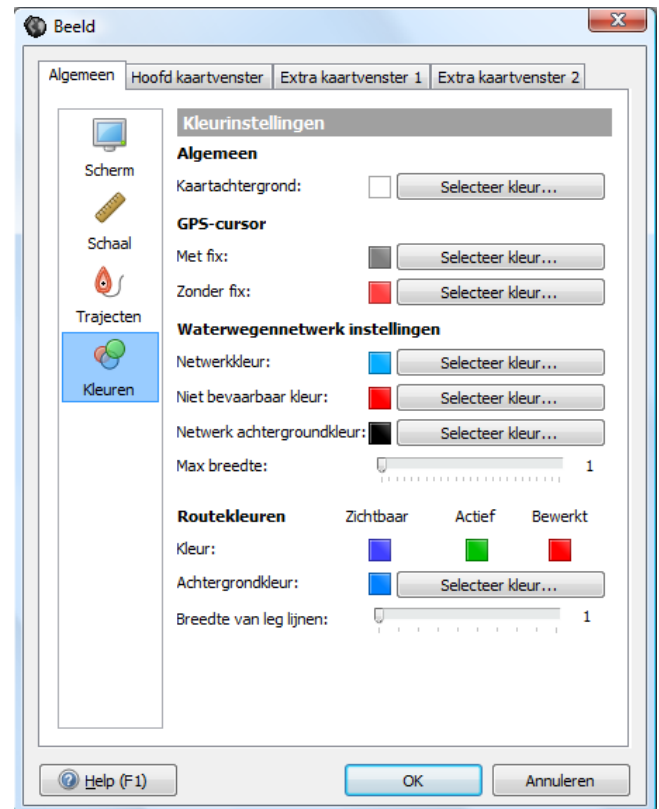 Beeld
Algemeen Hoofd kaartvenster Extra kaartvenster 1 Extra kaartvenster 2
Scherm
Schaal
Trajecten
Kleuren
Kleurinstellingen
Algemeen
Kaartachtergrond: Selecteer kleur...
GPS-cursor
Met fix: Selecteer kleur...
Zonder fix: Selecteer kleur...
Waterwegennetwerk instellingen
Netwerkkleur: Selecteer kleur...
Niet bevaarbaar kleur: Selecteer kleur...
Netwerk achtergroundkleur: Selecteer kleur...
Max breedte: 1
Routekleuren Zichtbaar Actief Bewerkt
Kleur:
Achtergrondkleur: Selecteer kleur...
Breedte van leg lijnen: 1
Help (F1) OK Annuleren